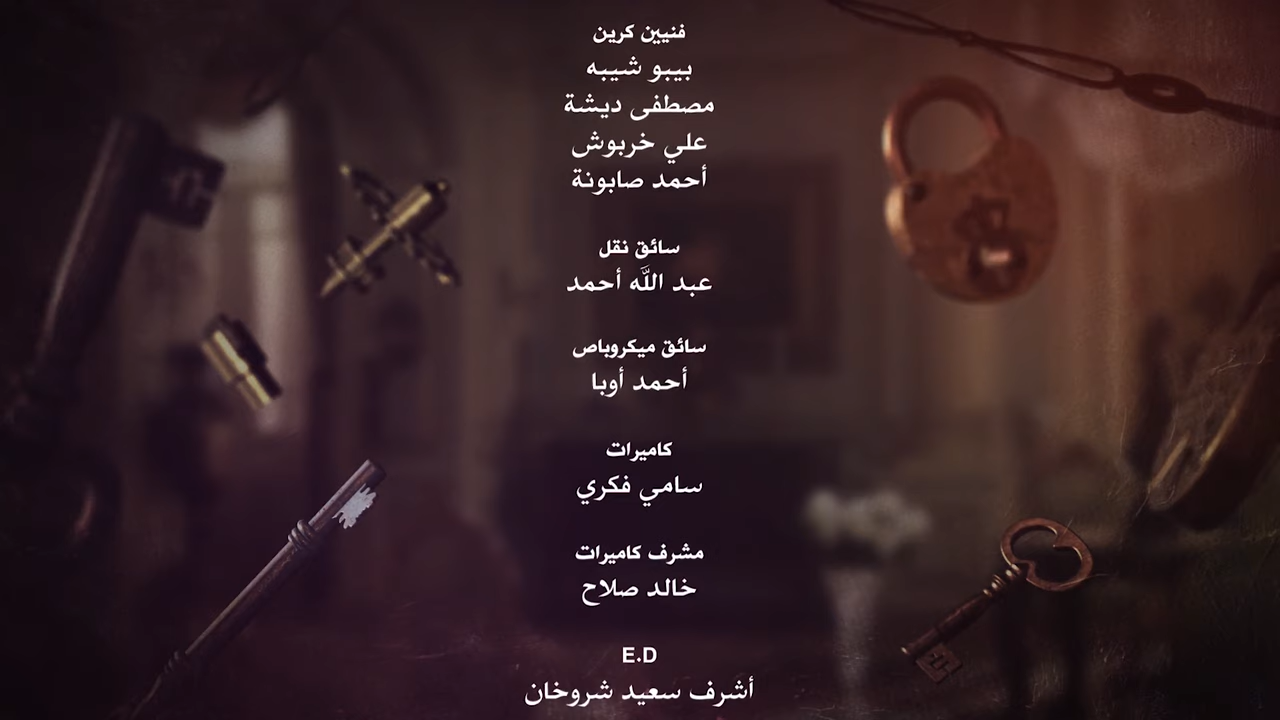 فنيين كرين
بيبو شيبه
مصطفى ديشة
علي خربوش
أحمد صابونة
سائق نقل
عبد الله أحمد
سائق ميكروباص
أحمد أوبا
كاميرات
سامي فكري
مشرف كاميرات
خالد صلاح
E.D
أشرف سعيد شروخان